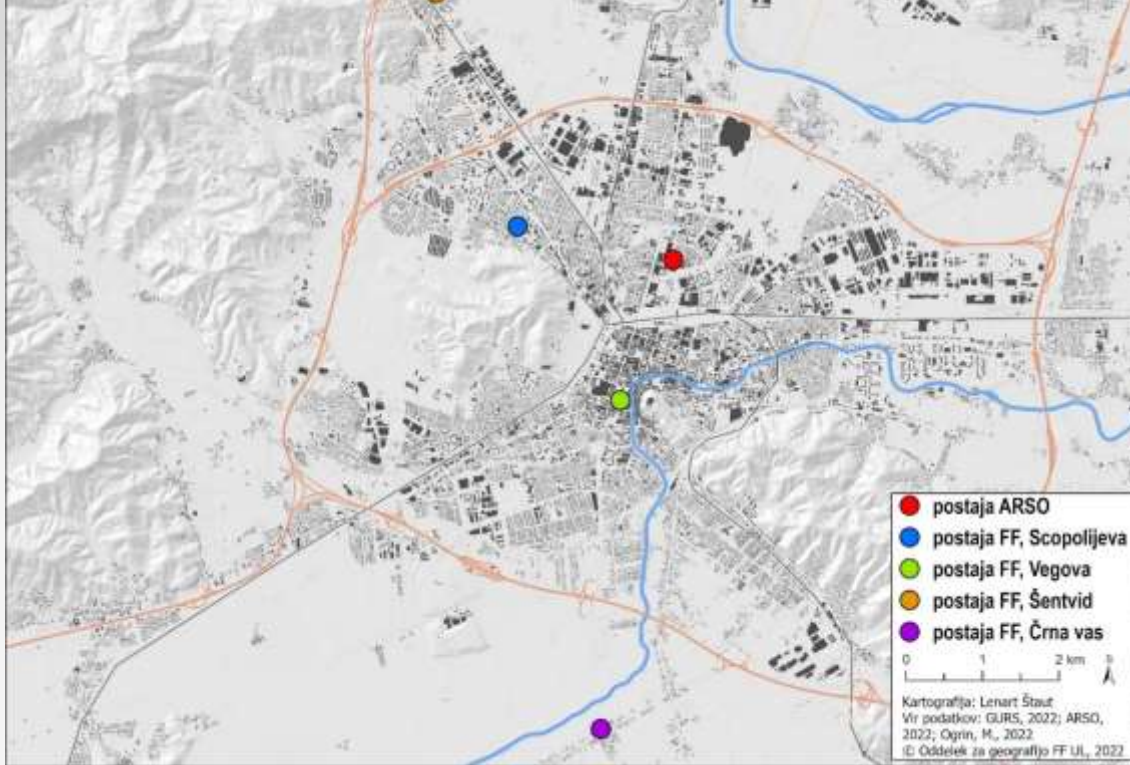 postaja ARSO
postaja FF, Scopolijeva
postaja FF, Vegova
postaja FF, Šentvid
postaja FF, Črna vas
0 1 2 km
Kartografija: Lenart Štaut
Vir podatkov: GURS, 2022; ARSO,
2022; Ogrin, M., 2022
© Oddelek za geografijo FF UL, 2022